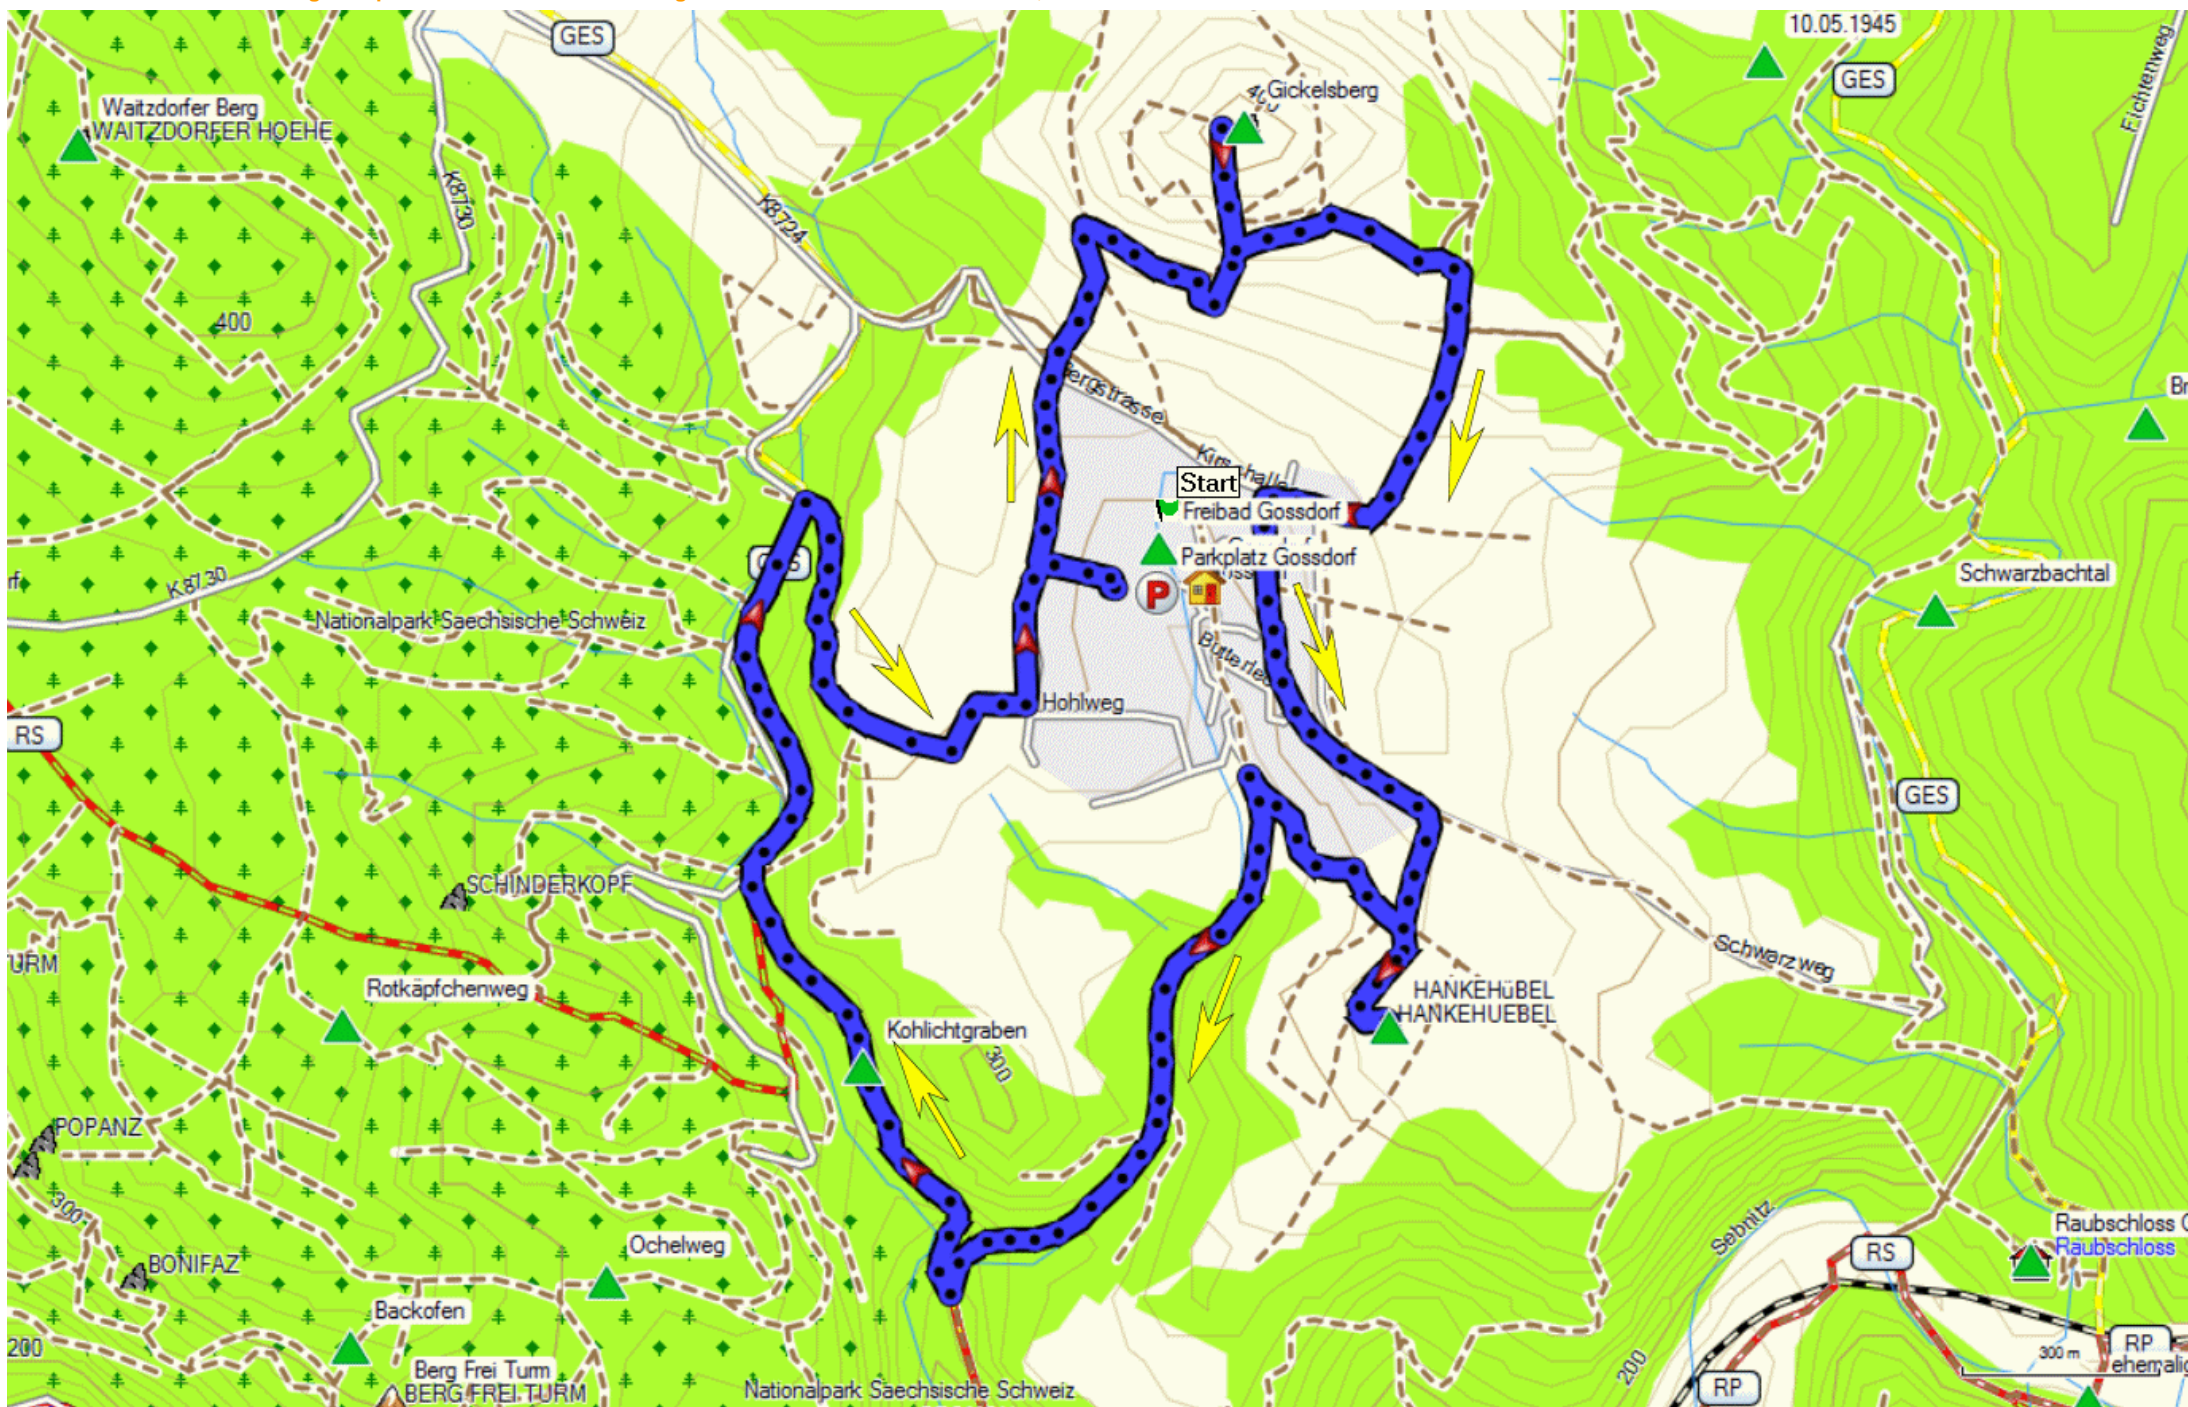 GES
10.05.1945
GES
Eichtenweg
Gickelsberg
Waitzdorfer Berg
WAITZDORFER HOEHE
K8730
K8724
400
Bergstrasse
Start
Freibad Gossdorf
Parkplatz Gossdorf
P
Schwarzbachtal
K8730
Nationalpark Saechsische Schweiz
Hohlweg
RS
GES
SCHINDERKOPF
Schwarzweg
Rotkäpfchenweg
HANKEHüBEL
HANKEHUEBEL
Kohlichtgraben
300
POPANZ
300
Sebnitz
Raubschloss
Raubschloss
RS
Ochelweg
BONIFAZ
Backofen
200
Berg Frei Turm
BERG FREI TURM
Nationalpark Saechsische Schweiz
200
300 m
RP
RP